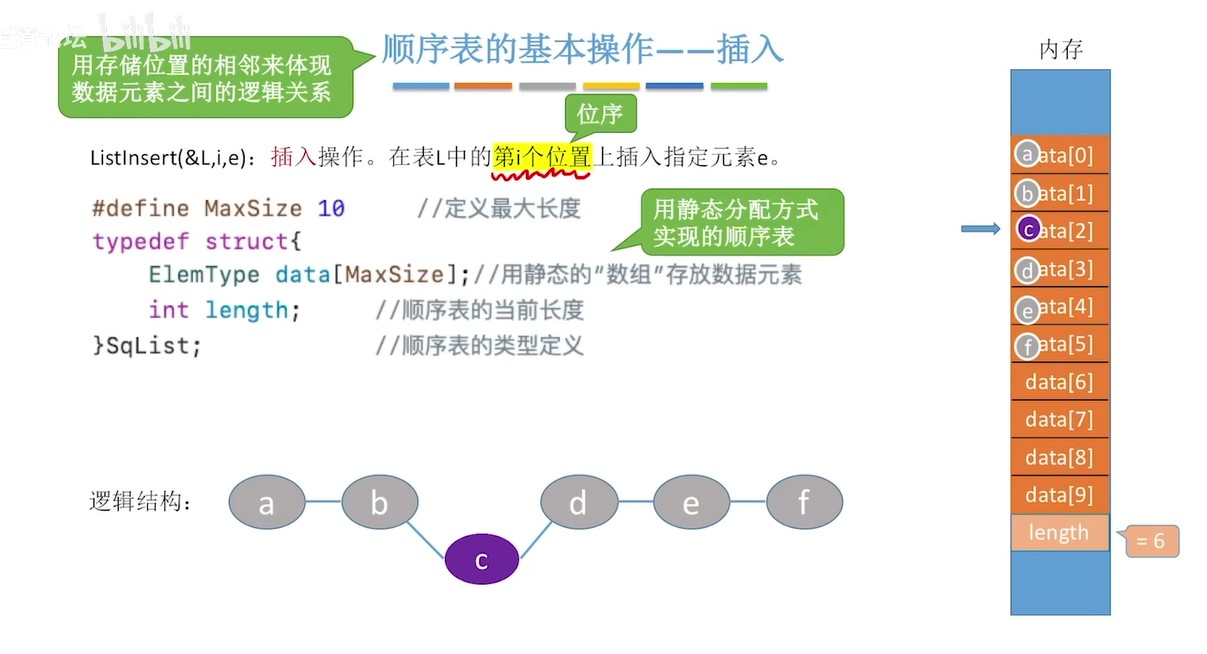 bilibili
用存储位置的相邻来体现
数据元素之间的逻辑关系
顺序表的基本操作——插入
内存
位序
ListInsert(&L,i,e)：插入操作。在表L中的第i个位置上插入指定元素e。
#define MaxSize 10 //定义最大长度
typedef struct{
ElemType data[MaxSize];//用静态的“数组”存放数据元素
int length; //顺序表的当前长度
}SqList; //顺序表的类型定义
用静态分配方式
实现的顺序表
逻辑结构：
a b d e f
c
a ata[0]
b ata[1]
c ata[2]
d ata[3]
e ata[4]
f ata[5]
data[6]
data[7]
data[8]
data[9]
length
= 6